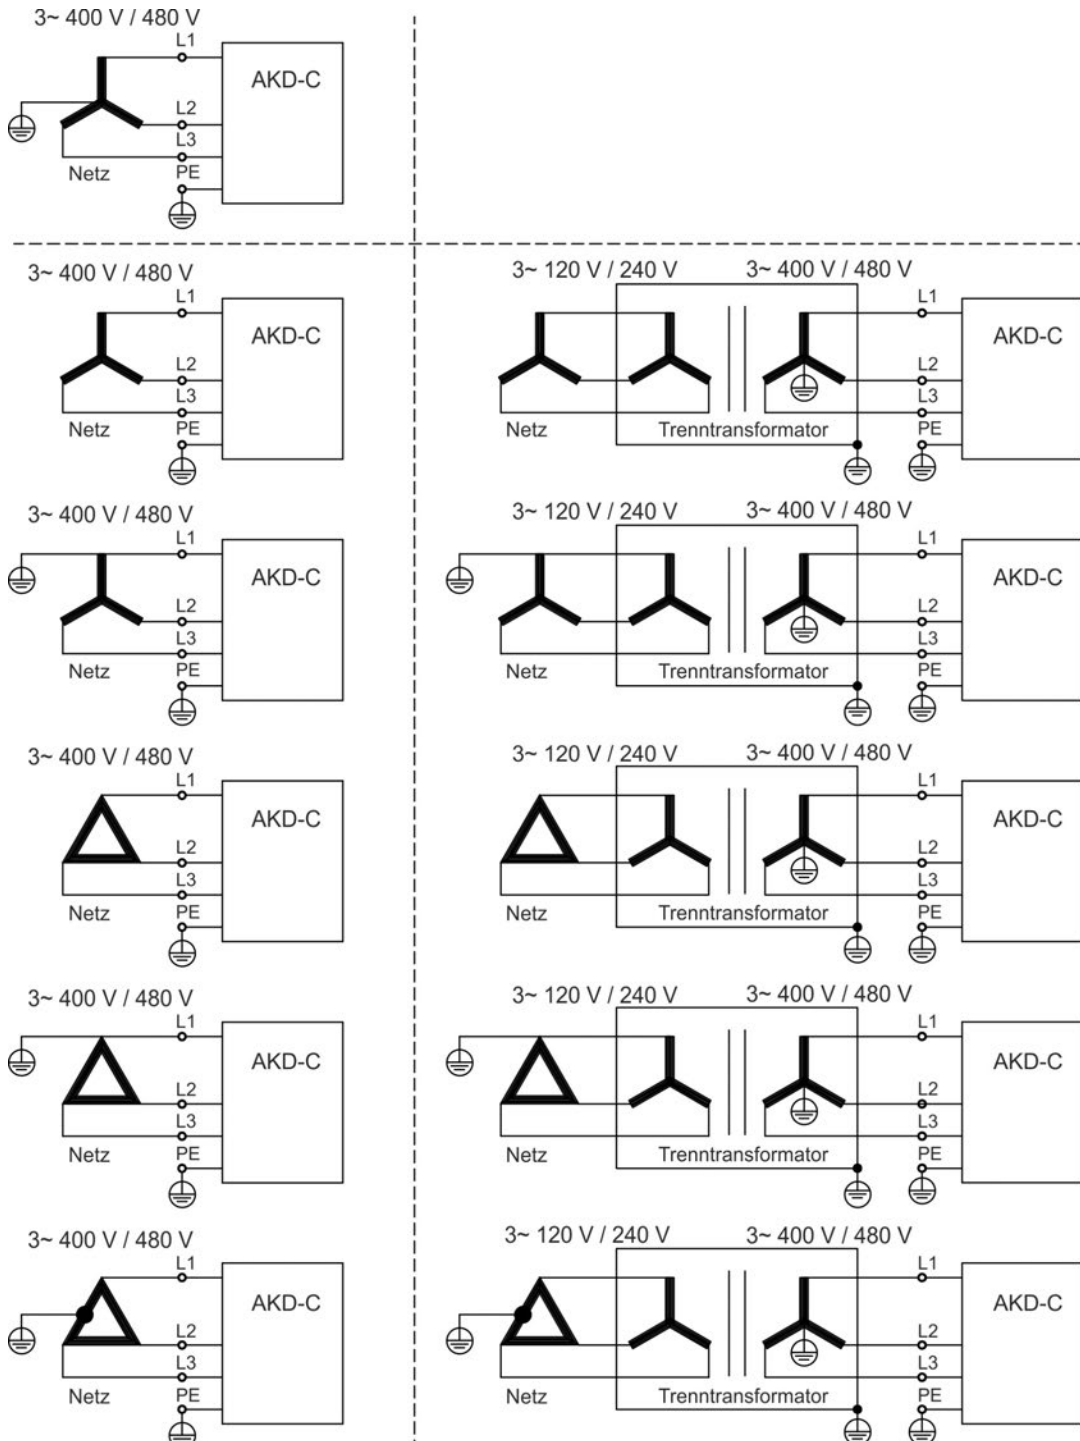 3~ 400 V / 480 V
L1
AKD-C
L2
L3
Netz
PE
3~ 400 V / 480 V
L1
AKD-C
L2
L3
Netz
PE
3~ 120 V / 240 V
3~ 400 V / 480 V
L1
AKD-C
L2
L3
Netz
Trenntransformator
PE
3~ 400 V / 480 V
L1
AKD-C
L2
L3
Netz
PE
3~ 120 V / 240 V
3~ 400 V / 480 V
L1
AKD-C
L2
L3
Netz
Trenntransformator
PE
3~ 400 V / 480 V
L1
AKD-C
L2
L3
Netz
PE
3~ 120 V / 240 V
3~ 400 V / 480 V
L1
AKD-C
L2
L3
Netz
Trenntransformator
PE
3~ 400 V / 480 V
L1
AKD-C
L2
L3
Netz
PE
3~ 120 V / 240 V
3~ 400 V / 480 V
L1
AKD-C
L2
L3
Netz
Trenntransformator
PE
3~ 400 V / 480 V
L1
AKD-C
L2
L3
Netz
PE
3~ 120 V / 240 V
3~ 400 V / 480 V
L1
AKD-C
L2
L3
Netz
Trenntransformator
PE